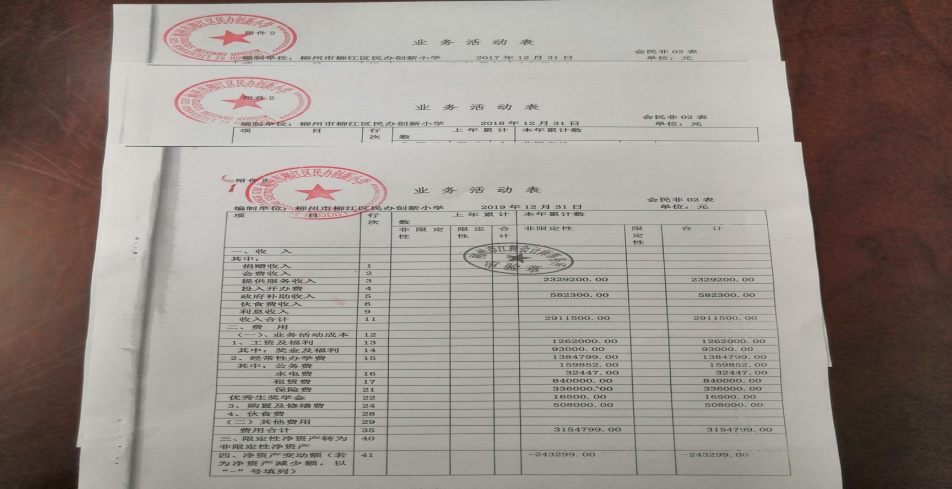 附件2
业务活动表
会民非02表
编制单位：柳州市柳江区民办创新小学 2017年12月31日 单位：元
附件2
业务活动表
会民非02表
编制单位：柳州市柳江区民办创新小学 2018年12月31日 单位：元
项 目 行次 上年累计数 本年累计数
附件2
业务活动表
会民非02表
编制单位：柳州市柳江区民办创新小学 2019年12月31日 单位：元
项 目 行次 上年累计数 本年累计数
非限定性 限定性 合计 非限定性 限定性 合计
一、收入
其中：
捐赠收入 1
会费收入 2
提供服务收入 3 2329200.00 2329200.00
投入开办费 4
政府补助收入 5 582300.00 582300.00
伙食费收入 6
利息收入 9
收入合计 11 2911500.00 2911500.00
二、费用
（一）、业务活动成本 12
1、工资及福利 13 1262000.00 1262000.00
其中：奖金及福利 14 93000.00 93000.00
2、经常性办学费 15 1384799.00 1384799.00
其中：公务费 159852.00 159852.00
水电费 16 32447.00 32447.00
租赁费 17 840000.00 840000.00
保险费 21 336000.00 336000.00
优秀生奖学金 22 16500.00 16500.00
3、购置及修缮费 24 508000.00 508000.00
4、伙食费 28
（二）其他费用 29
费用合计 35 3154799.00 3154799.00
三、限定性净资产转为非限定性净资产 40
四、净资产变动额（若为净资产减少额，以“-”号填列） 41 -243299.00 -243299.00